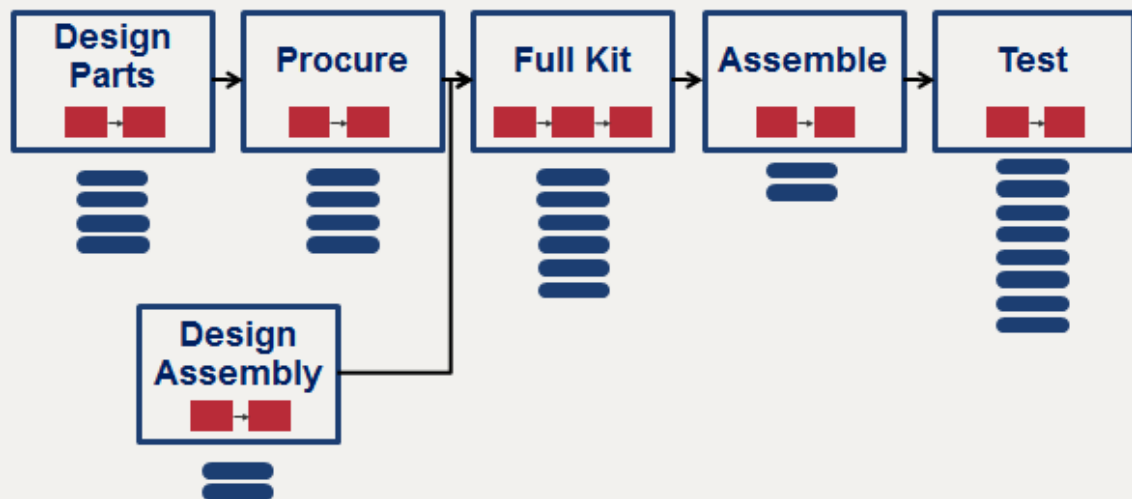 Design
Parts
Procure
Full Kit
Assemble
Test
Design
Assembly